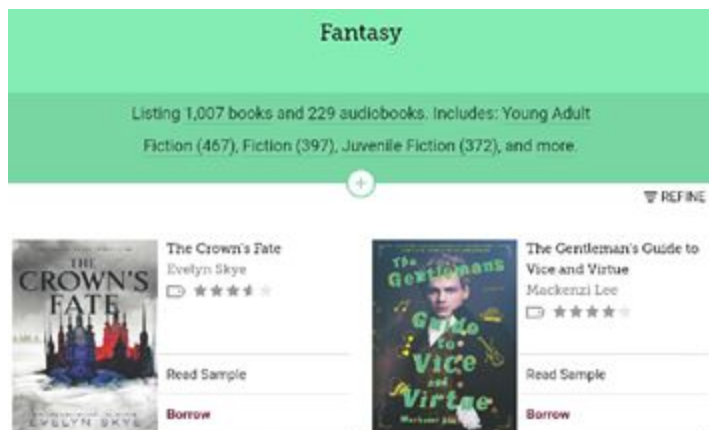 Fantasy
Listing 1,007 books and 229 audiobooks. Includes: Young Adult
Fiction (467), Fiction (397), Juvenile Fiction (372), and more.
+
REFINE
THE
CROWN'S
FATE
EVELYN SKYE
The Crown's Fate
Evelyn Skye
Read Sample
Borrow
The
Gentleman's
Guide
to
Vice
and
Virtue
Mackenzi Lee
The Gentleman's Guide to
Vice and Virtue
Mackenzi Lee
Read Sample
Borrow